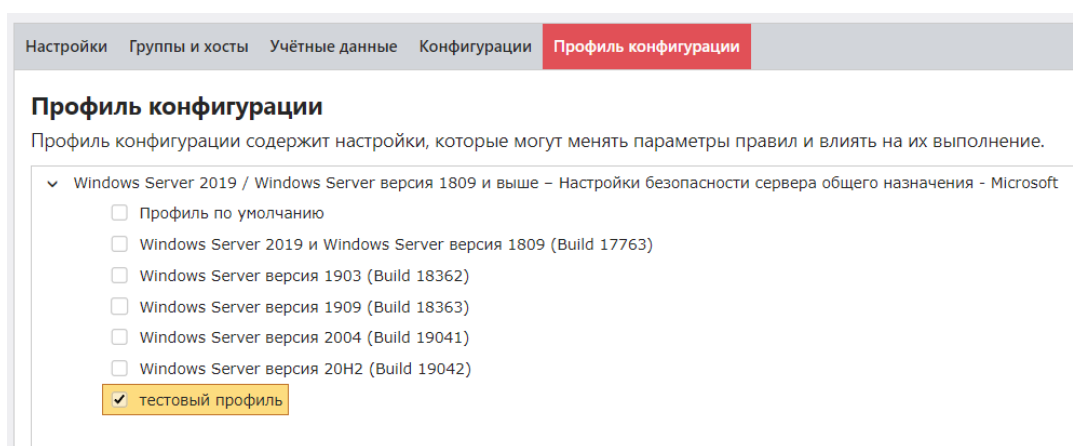 Настройки Группы и хосты Учётные данные Конфигурации Профиль конфигурации
Профиль конфигурации
Профиль конфигурации содержит настройки, которые могут менять параметры правил и влиять на их выполнение.
Windows Server 2019 / Windows Server версия 1809 и выше – Настройки безопасности сервера общего назначения - Microsoft
Профиль по умолчанию
Windows Server 2019 и Windows Server версия 1809 (Build 17763)
Windows Server версия 1903 (Build 18362)
Windows Server версия 1909 (Build 18363)
Windows Server версия 2004 (Build 19041)
Windows Server версия 20H2 (Build 19042)
тестовый профиль